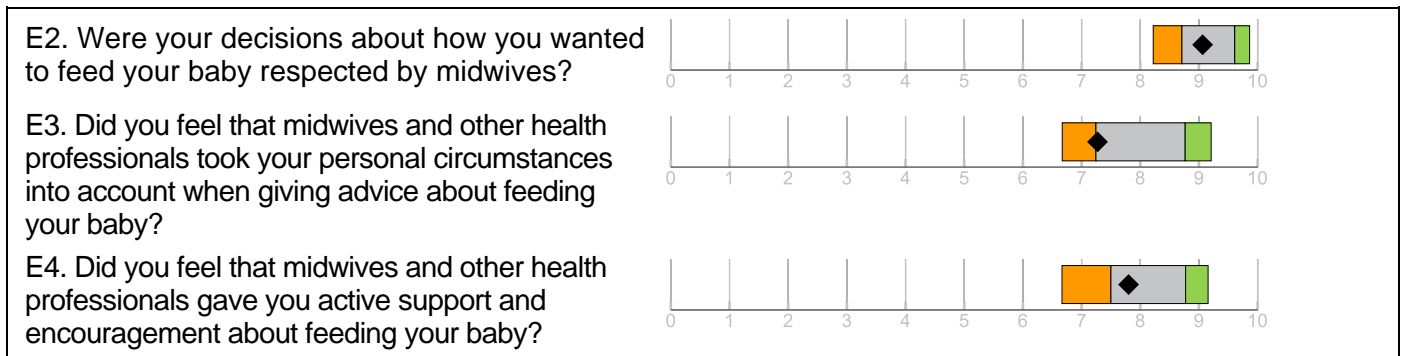 E2. Were your decisions about how you wanted
to feed your baby respected by midwives?
0 1 2 3 4 5 6 7 8 9 10
E3. Did you feel that midwives and other health
professionals took your personal circumstances
into account when giving advice about feeding
your baby?
0 1 2 3 4 5 6 7 8 9 10
E4. Did you feel that midwives and other health
professionals gave you active support and
encouragement about feeding your baby?
0 1 2 3 4 5 6 7 8 9 10